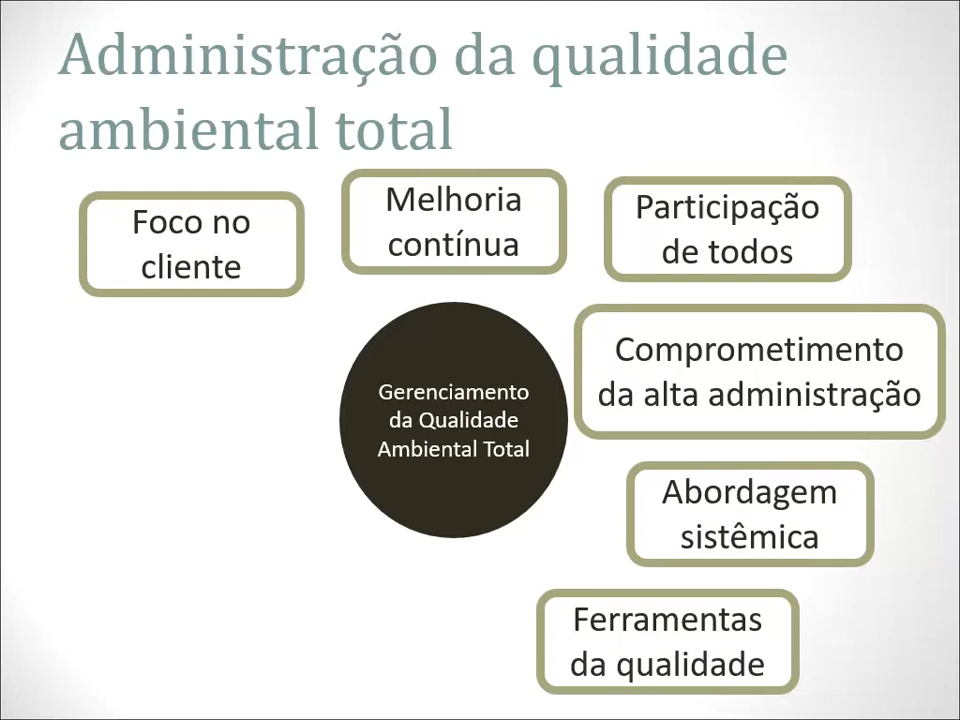 Administração da qualidade
ambiental total
Foco no
cliente
Melhoria
contínua
Participação
de todos
Comprometimento
da alta administração
Gerenciamento
da Qualidade
Ambiental Total
Abordagem
sistêmica
Ferramentas
da qualidade